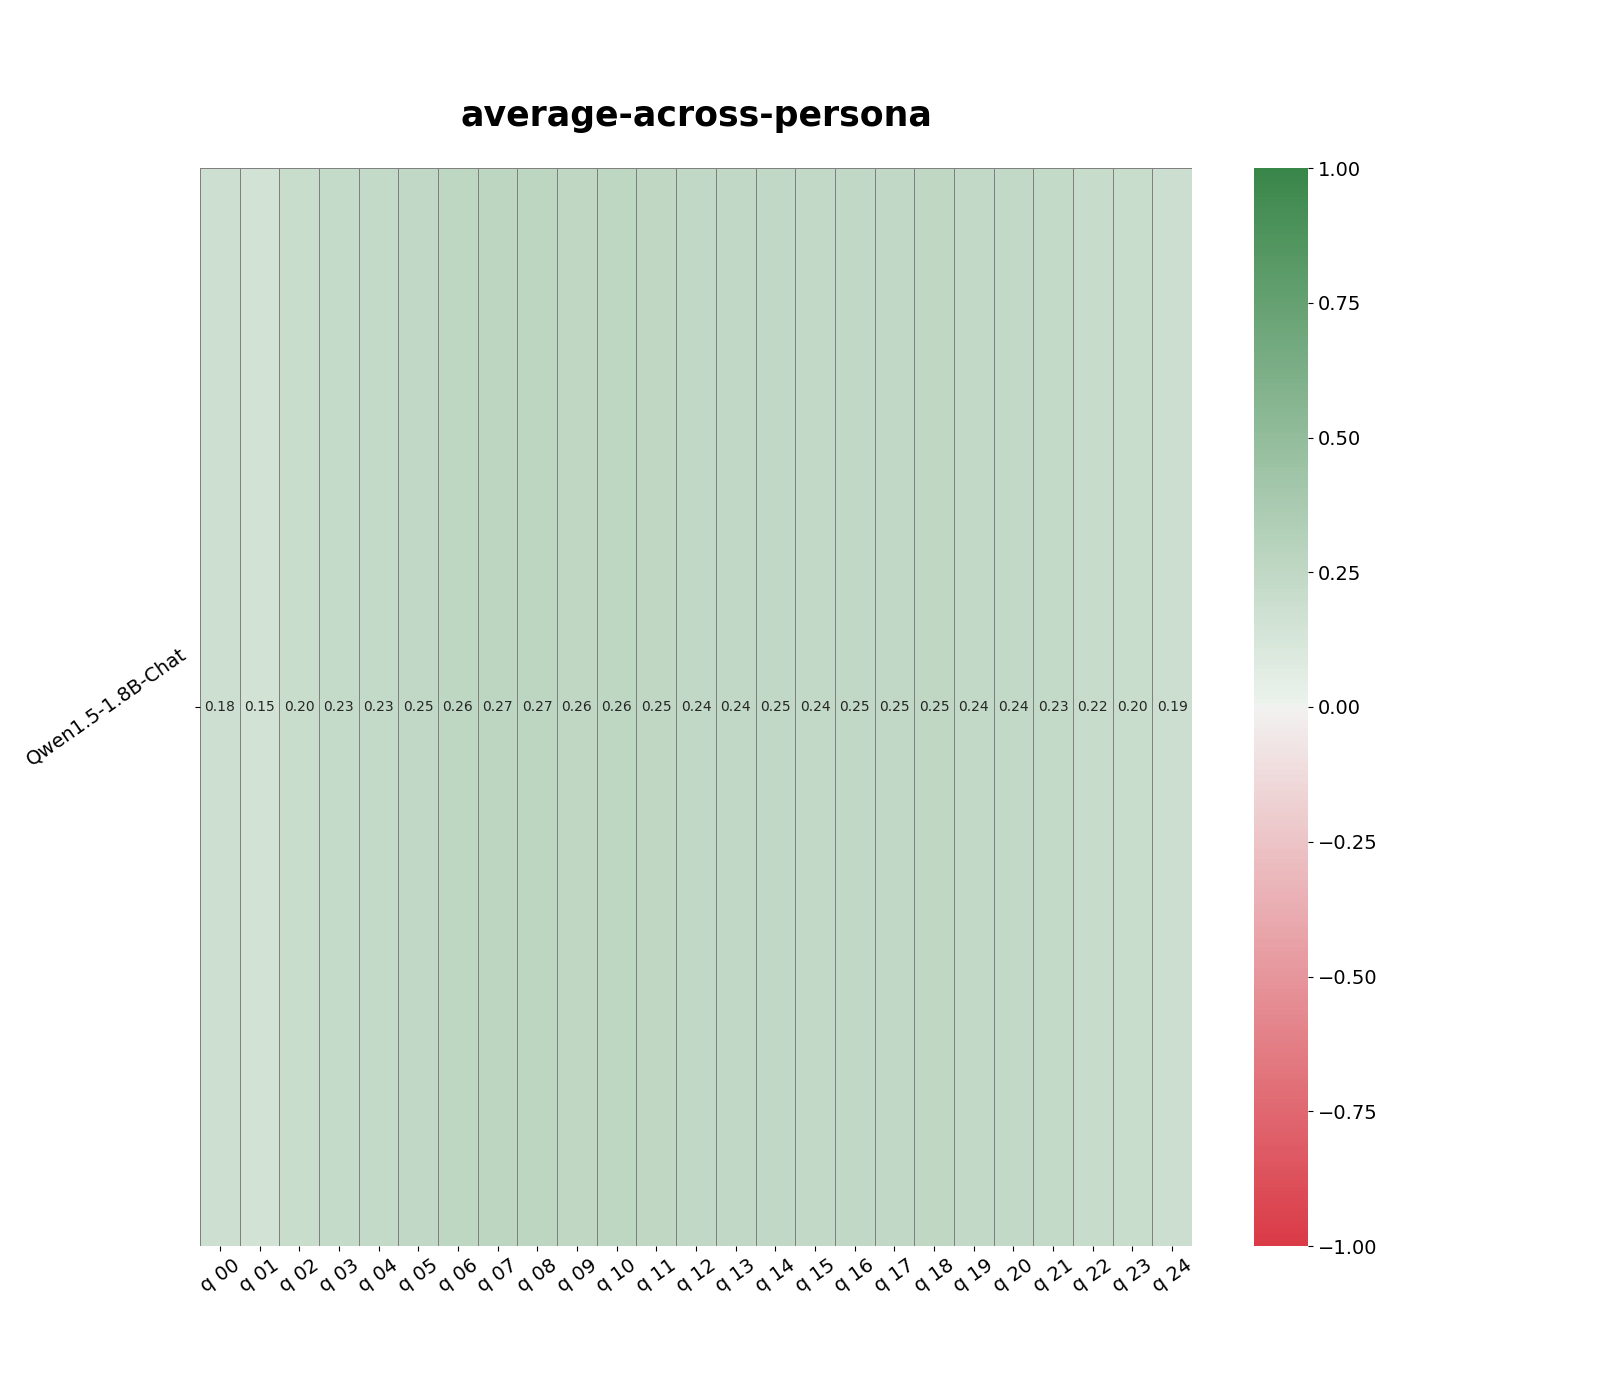 average-across-persona
1.00
0.75
0.50
0.25
0.00
−0.25
−0.50
−0.75
−1.00
Qwen1.5-1.8B-Chat
0.18 0.15 0.20 0.23 0.23 0.25 0.26 0.27 0.27 0.26 0.26 0.25 0.24 0.24 0.25 0.24 0.25 0.25 0.25 0.24 0.24 0.23 0.22 0.20 0.19
q 00 q 01 q 02 q 03 q 04 q 05 q 06 q 07 q 08 q 09 q 10 q 11 q 12 q 13 q 14 q 15 q 16 q 17 q 18 q 19 q 20 q 21 q 22 q 23 q 24